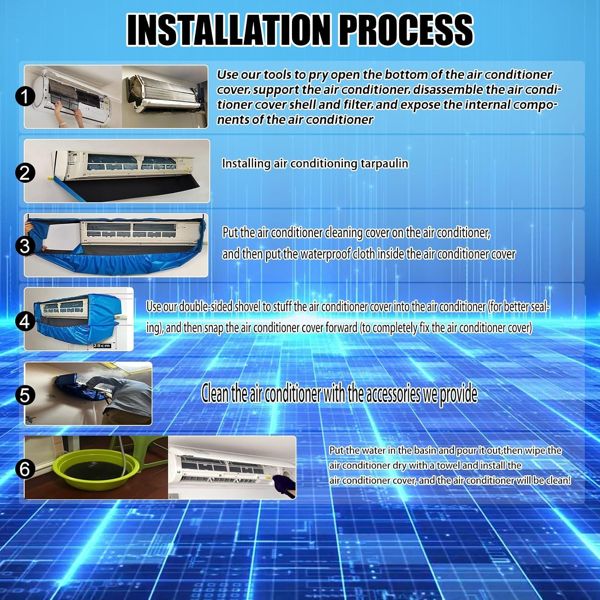 INSTALLATION PROCESS
1
Use our tools to pry open the bottom of the air conditioner
cover, support the air conditioner, disassemble the air condi-
tioner cover shell and filter, and expose the internal compo-
nents of the air conditioner
2
Installing air conditioning tarpaulin
3
Put the air conditioner cleaning cover on the air conditioner,
and then put the waterproof cloth inside the air conditioner cover
4
Use our double-sided shovel to stuff the air conditioner cover into the air conditioner (for better seal-
ing), and then snap the air conditioner cover forward (to completely fix the air conditioner cover)
5
Clean the air conditioner with the accessories we provide
6
Put the water in the basin and pour it out;then wipe the
air conditioner dry with a towel and install the
air conditioner cover, and the air conditioner will be clean!